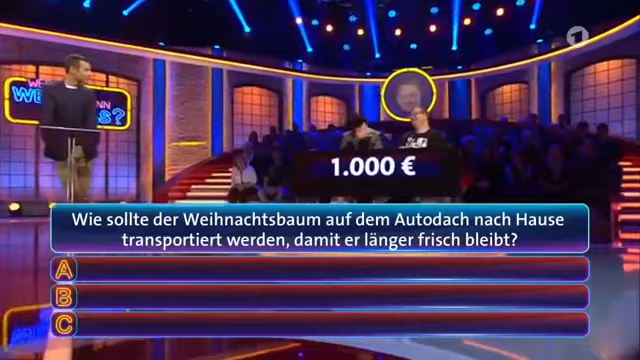 1.000 €
Wie sollte der Weihnachtsbaum auf dem Autodach nach Hause
transportiert werden, damit er länger frisch bleibt?
A
B
C